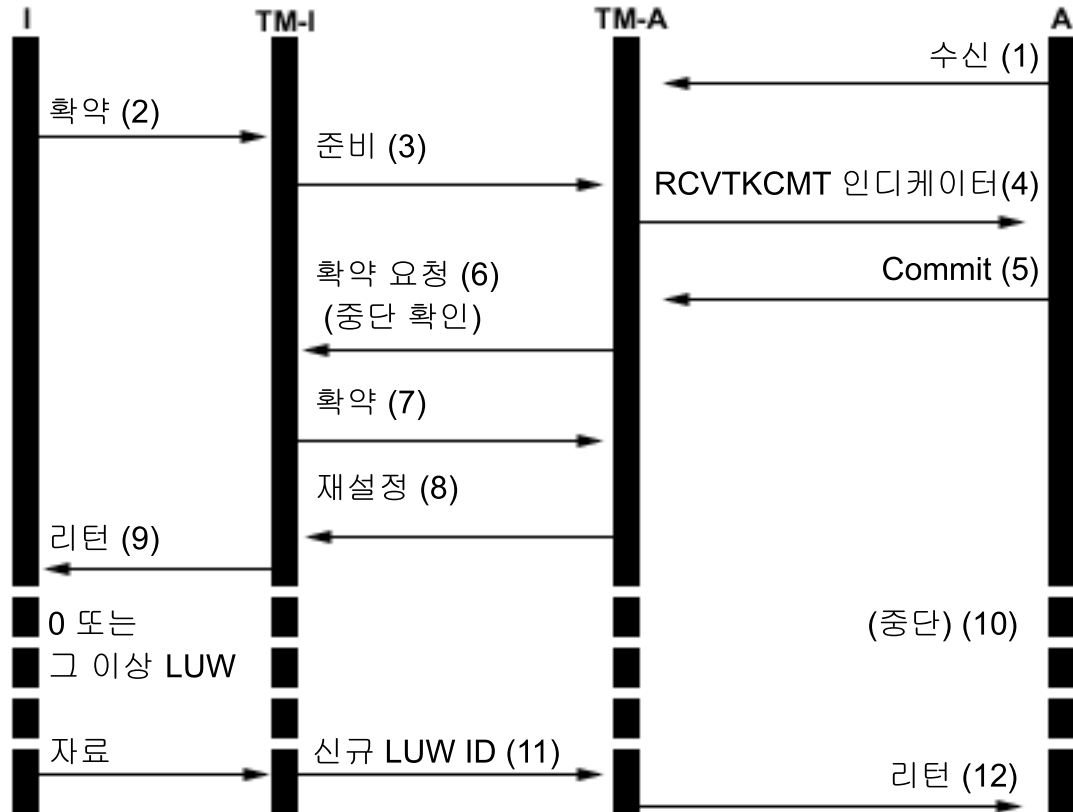 I
TM-I
TM-A
A
수신 (1)
확약 (2)
준비 (3)
RCVTKCMT 인디케이터(4)
확약 요청 (6)
(중단 확인)
Commit (5)
확약 (7)
재설정 (8)
리턴 (9)
0 또는
그 이상 LUW
(중단) (10)
자료
신규 LUW ID (11)
리턴 (12)